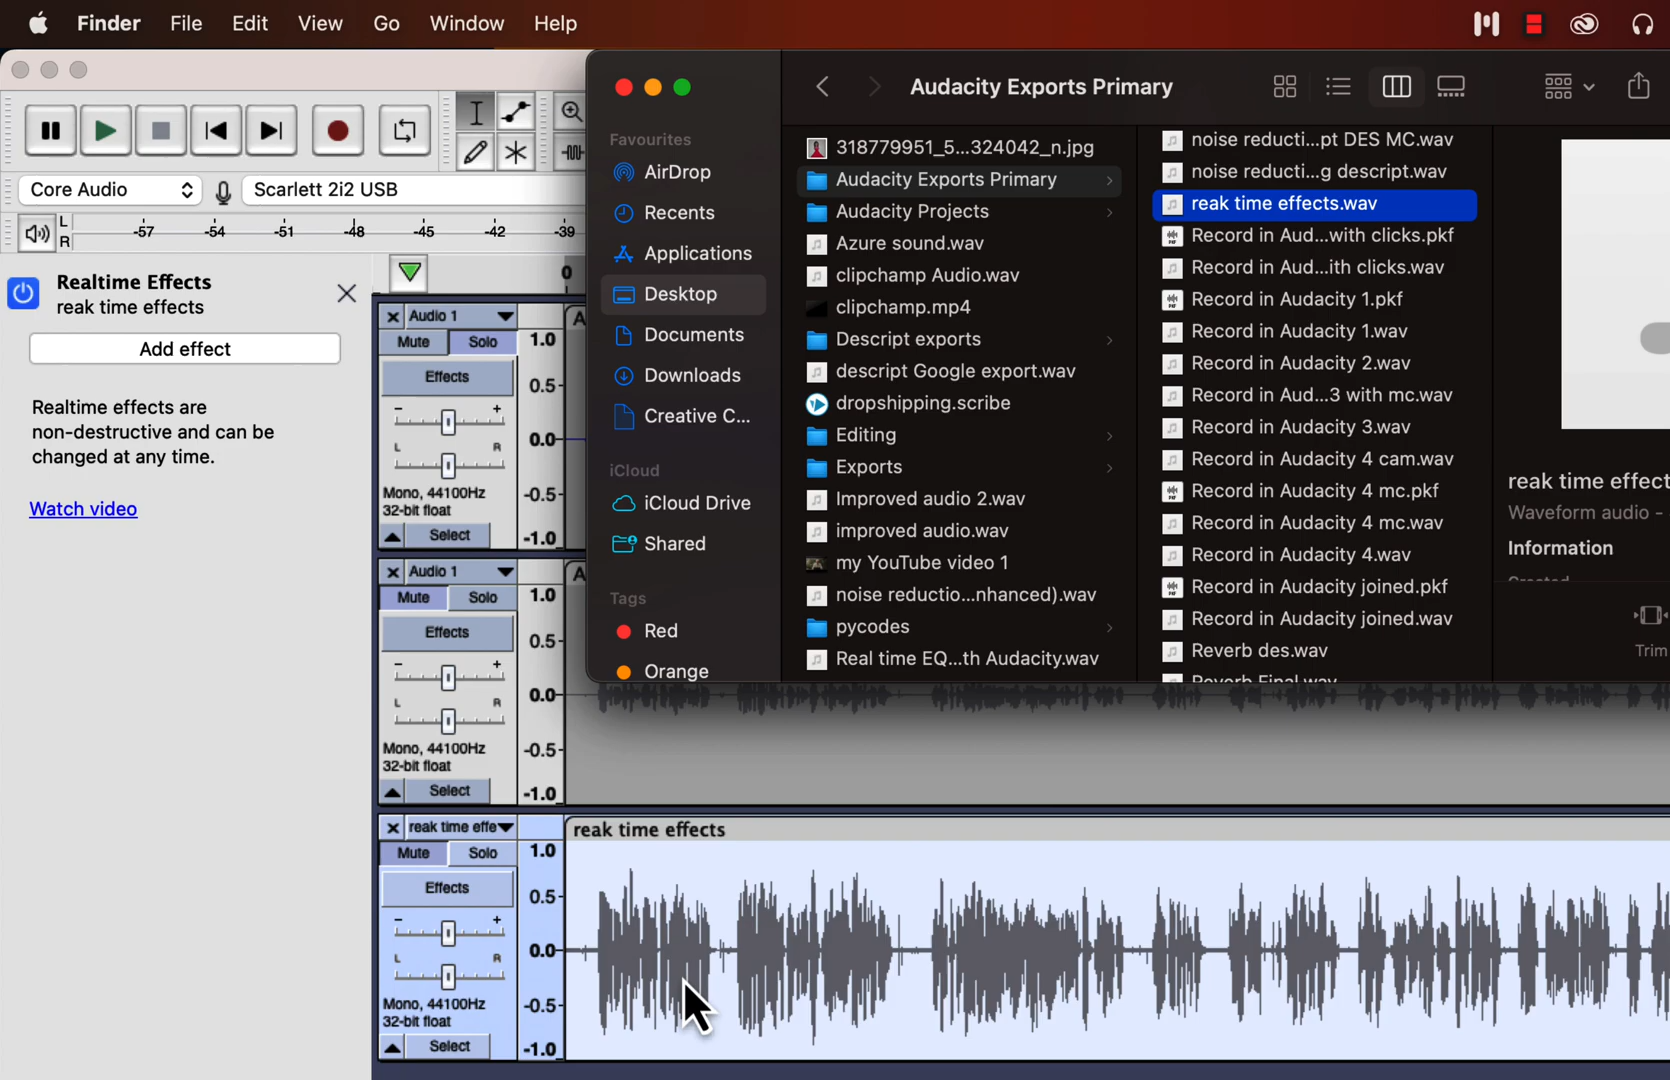 Finder File Edit View Go Window Help
Audacity Exports Primary
Core Audio
Scarlett 2i2 USB
L
R
-57 -54 -51 -48 -45 -42 -39
Realtime Effects
reak time effects
Add effect
Realtime effects are
non-destructive and can be
changed at any time.
Watch video
0
Audio 1
Mute Solo
Effects
- +
L R
Mono, 44100Hz
32-bit float
Select
1.0
0.5
0.0
-0.5
-1.0
A
Audio 1
Mute Solo
Effects
- +
L R
Mono, 44100Hz
32-bit float
Select
1.0
0.5
0.0
-0.5
-1.0
A
reak time effe
Mute Solo
Effects
- +
L R
Mono, 44100Hz
32-bit float
Select
1.0
0.5
0.0
-0.5
-1.0
reak time effects
Favourites
AirDrop
Recents
Applications
Desktop
Documents
Downloads
Creative C...
iCloud
iCloud Drive
Shared
Tags
Red
Orange
318779951_5...324042_n.jpg
Audacity Exports Primary
Audacity Projects
Azure sound.wav
clipchamp Audio.wav
clipchamp.mp4
Descript exports
descript Google export.wav
dropshipping.scribe
Editing
Exports
Improved audio 2.wav
improved audio.wav
my YouTube video 1
noise reductio...nhanced).wav
pycodes
Real time EQ...th Audacity.wav
noise reducti...pt DES MC.wav
noise reducti...g descript.wav
reak time effects.wav
Record in Aud...with clicks.pkf
Record in Aud...ith clicks.wav
Record in Audacity 1.pkf
Record in Audacity 1.wav
Record in Audacity 2.wav
Record in Aud...3 with mc.wav
Record in Audacity 3.wav
Record in Audacity 4 cam.wav
Record in Audacity 4 mc.pkf
Record in Audacity 4 mc.wav
Record in Audacity 4.wav
Record in Audacity joined.pkf
Record in Audacity joined.wav
Reverb des.wav
Reverb Final.wav
reak time effect
Waveform audio -
Information
Created
Trim